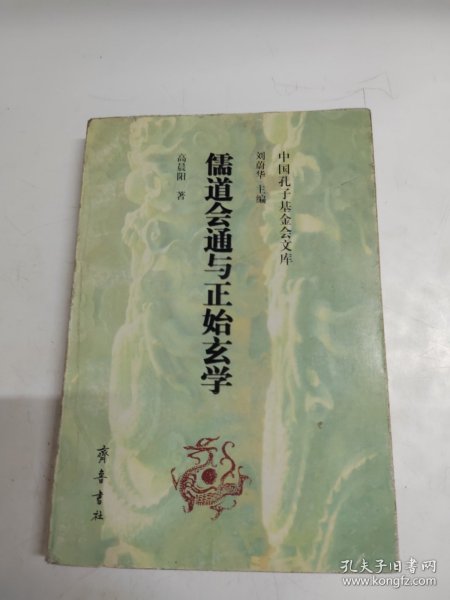 中国孔子基金会文库
刘蔚华 主编
儒道会通与正始玄学
高晨阳 著
齊鲁书社
孔夫子旧书网
www.kongfz.com